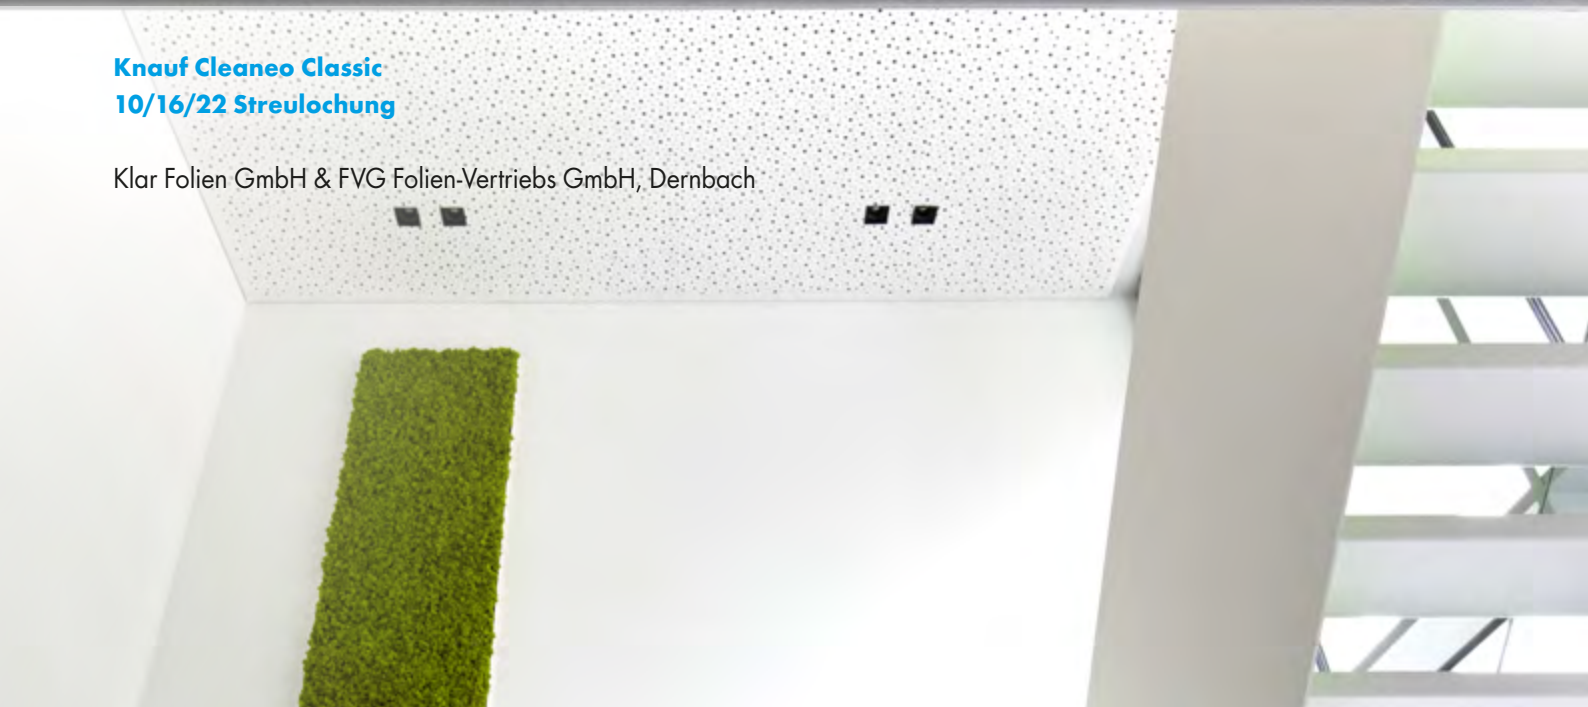 Knauf Cleaneo Classic
10/16/22 Streulochung
Klar Folien GmbH & FVG Folien-Vertriebs GmbH, Dernbach